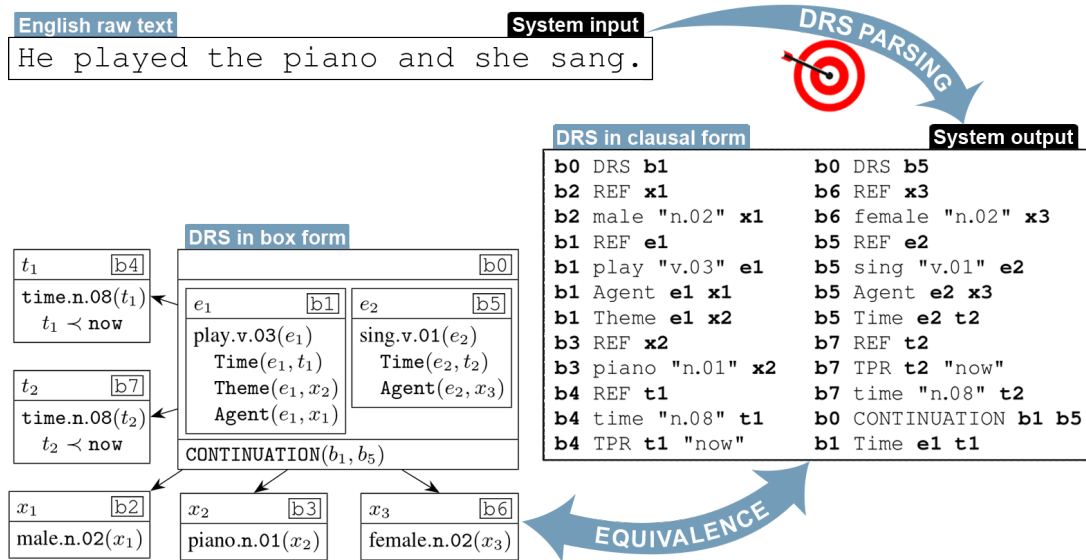 English raw text
System input
He played the piano and she sang.
DRS PARSING
DRS in clausal form
System output
b0 DRS b1
b2 REF x1
b2 male "n.02" x1
b1 REF e1
b1 play "v.03" e1
b1 Agent e1 x1
b1 Theme e1 x2
b3 REF x2
b3 piano "n.01" x2
b4 REF t1
b4 time "n.08" t1
b4 TPR t1 "now"
b0 DRS b5
b6 REF x3
b6 female "n.02" x3
b5 REF e2
b5 sing "v.01" e2
b5 Agent e2 x3
b5 Time e2 t2
b7 REF t2
b7 TPR t2 "now"
b7 time "n.08" t2
b0 CONTINUATION b1 b5
b1 Time e1 t1
DRS in box form
t₁ b4
time.n.08(t₁)
t₁ ≺ now
t₂ b7
time.n.08(t₂)
t₂ ≺ now
b0
e₁ b1
play.v.03(e₁)
Time(e₁, t₁)
Theme(e₁, x₂)
Agent(e₁, x₁)
e₂ b5
sing.v.01(e₂)
Time(e₂, t₂)
Agent(e₂, x₃)
CONTINUATION(b₁, b₅)
x₁ b2
male.n.02(x₁)
x₂ b3
piano.n.01(x₂)
x₃ b6
female.n.02(x₃)
EQUIVALENCE